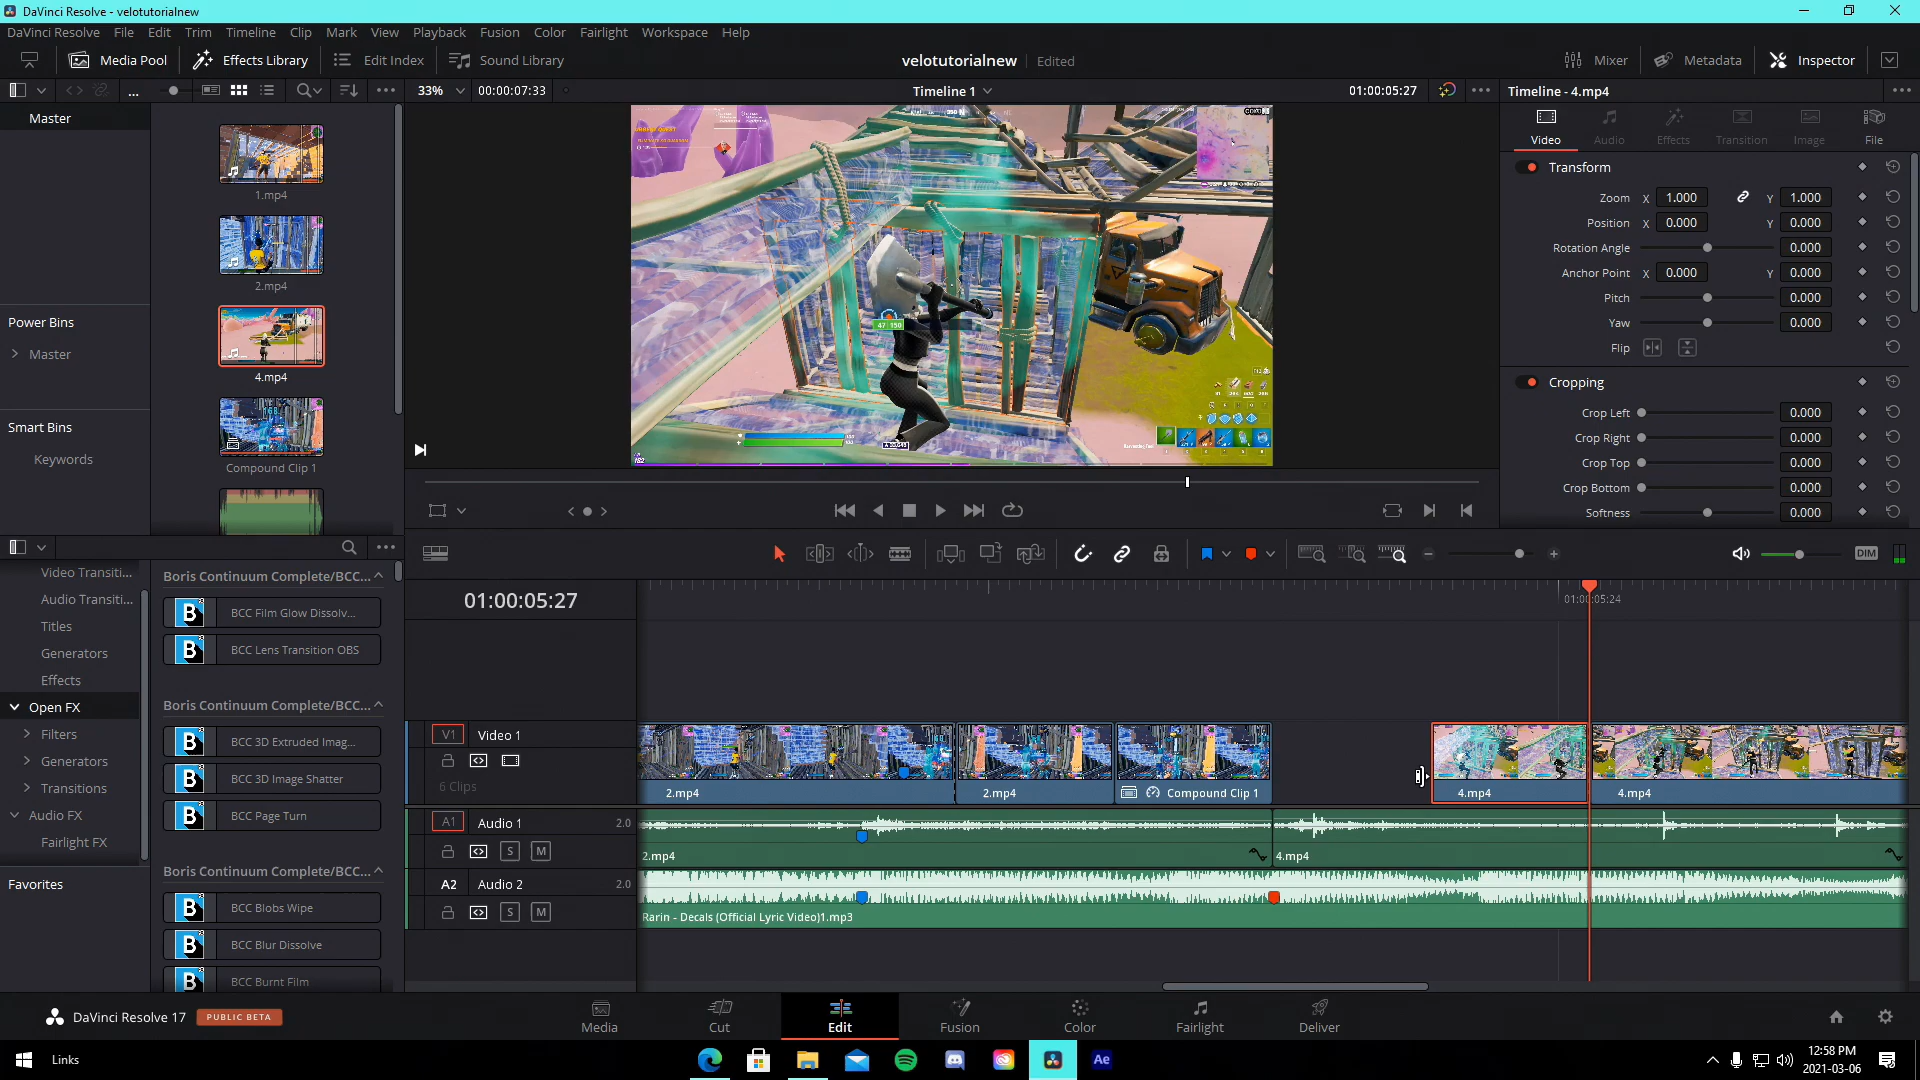 DaVinci Resolve - velotutorialnew
DaVinci Resolve File Edit Trim Timeline Clip Mark View Playback Fusion Color Fairlight Workspace Help
Media Pool Effects Library Edit Index Sound Library velotutorialnew Edited Mixer Metadata Inspector
... 33% 00:00:07:33 Timeline 1 01:00:05:27 Timeline - 4.mp4
Master
1.mp4
2.mp4
4.mp4
Compound Clip 1
Power Bins
Master
Smart Bins
Keywords
47 150
Video Audio Effects Transition Image File
Transform
Zoom X 1.000 Y 1.000
Position X 0.000 Y 0.000
Rotation Angle 0.000
Anchor Point X 0.000 Y 0.000
Pitch 0.000
Yaw 0.000
Flip
Cropping
Crop Left 0.000
Crop Right 0.000
Crop Top 0.000
Crop Bottom 0.000
Softness 0.000
DIM
Video Transiti...
Audio Transiti...
Titles
Generators
Effects
Open FX
Filters
Generators
Transitions
Audio FX
Fairlight FX
Favorites
Boris Continuum Complete/BCC...
B BCC Film Glow Dissolv...
B BCC Lens Transition OBS
Boris Continuum Complete/BCC...
B BCC 3D Extruded Imag...
B BCC 3D Image Shatter
B BCC Page Turn
Boris Continuum Complete/BCC...
B BCC Blobs Wipe
B BCC Blur Dissolve
B BCC Burnt Film
01:00:05:27
01:00:05:24
V1 Video 1
6 Clips
2.mp4 2.mp4 Compound Clip 1 4.mp4 4.mp4
A1 Audio 1 2.0
S M
2.mp4 4.mp4
A2 Audio 2 2.0
S M
Rarin - Decals (Official Lyric Video)1.mp3
DaVinci Resolve 17 PUBLIC BETA
Media Cut Edit Fusion Color Fairlight Deliver
Links
Ae
12:58 PM
2021-03-06